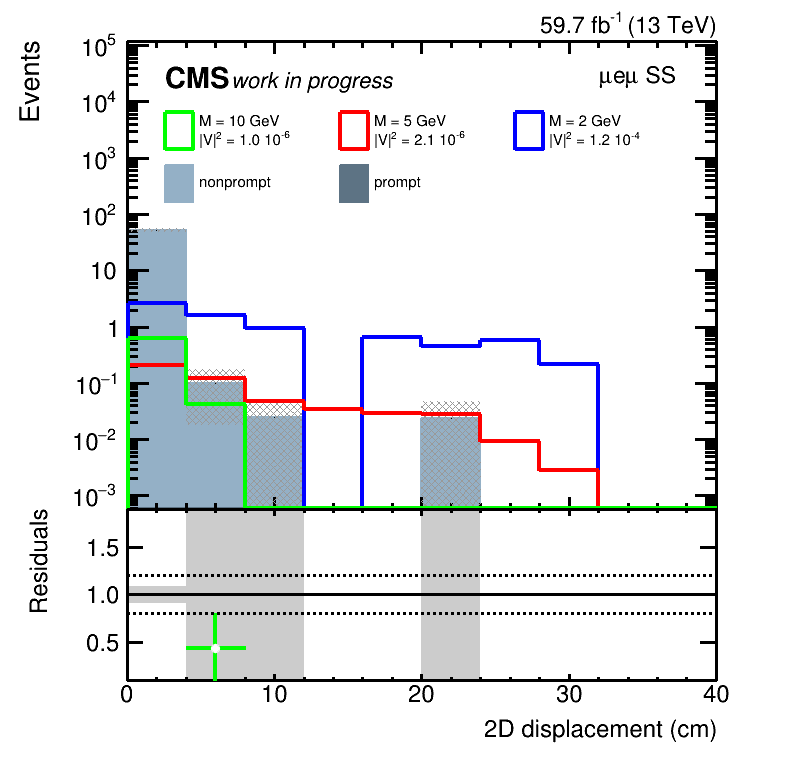 59.7 fb⁻¹ (13 TeV)
Events
10⁵
10⁴
10³
10²
10
1
10⁻¹
10⁻²
10⁻³
CMS work in progress
μeμ SS
M = 10 GeV
|V|² = 1.0 10⁻⁶
M = 5 GeV
|V|² = 2.1 10⁻⁶
M = 2 GeV
|V|² = 1.2 10⁻⁴
nonprompt
prompt
Residuals
1.5
1.0
0.5
0 10 20 30 40
2D displacement (cm)